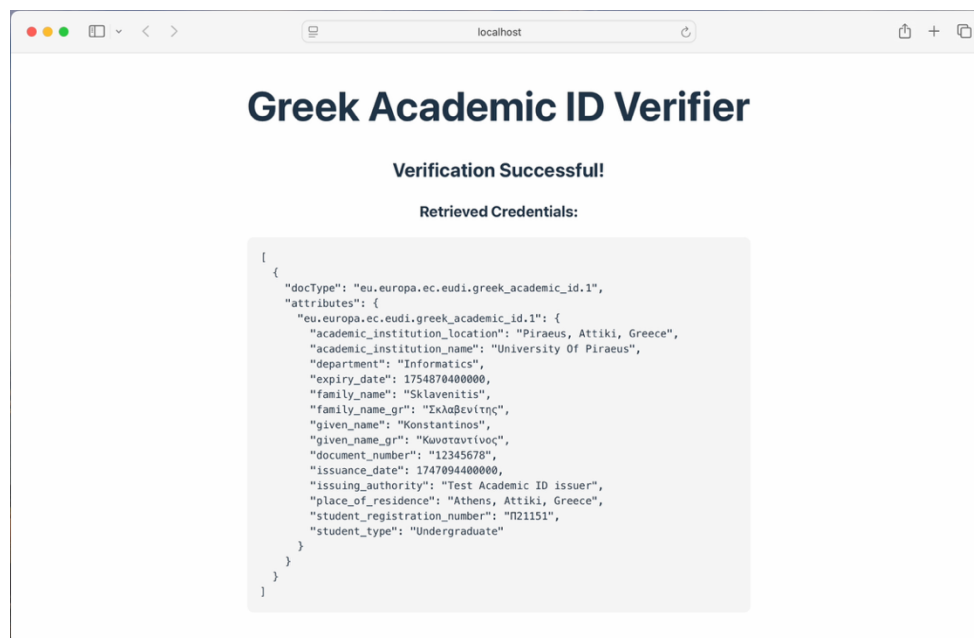 localhost
Greek Academic ID Verifier
Verification Successful!
Retrieved Credentials:
[
  {
    "docType": "eu.europa.ec.eudi.greek_academic_id.1",
    "attributes": {
      "eu.europa.ec.eudi.greek_academic_id.1": {
        "academic_institution_location": "Piraeus, Attiki, Greece",
        "academic_institution_name": "University Of Piraeus",
        "department": "Informatics",
        "expiry_date": 1754870400000,
        "family_name": "Sklavenitis",
        "family_name_gr": "Σκλαβενίτης",
        "given_name": "Konstantinos",
        "given_name_gr": "Κωνσταντίνος",
        "document_number": "12345678",
        "issuance_date": 1747094400000,
        "issuing_authority": "Test Academic ID issuer",
        "place_of_residence": "Athens, Attiki, Greece",
        "student_registration_number": "Π21151",
        "student_type": "Undergraduate"
      }
    }
  }
]